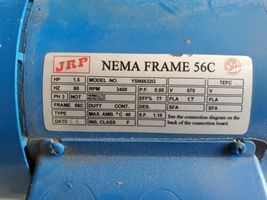 JRP NEMA FRAME 56C
HP 1.5 MODEL NO. YSN5632G TEFC
HZ 60 RPM 3400 P.F. 0.85 V 575 V
PH 3 NOT EFF% 77 FLA 1.7 FLA
FRAME 56C DUTY CONT. SFA SFA
TYPE MAX. AMB. °C 40 S.F. 1.15 See the connection diagram on
DATE INS. CLASS F the back of the connection box.